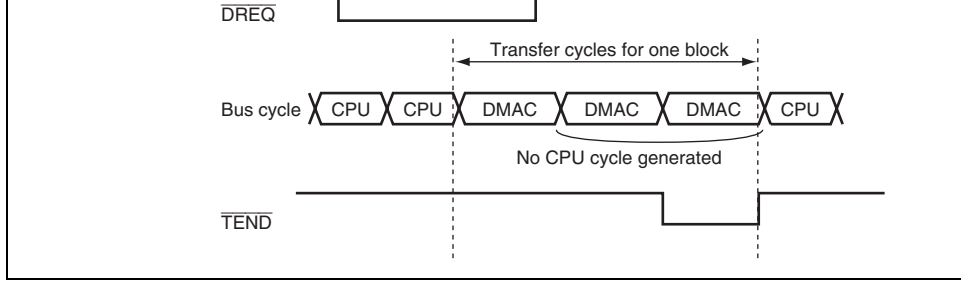 DREQ
Transfer cycles for one block
Bus cycle CPU CPU DMAC DMAC DMAC CPU
No CPU cycle generated
TEND